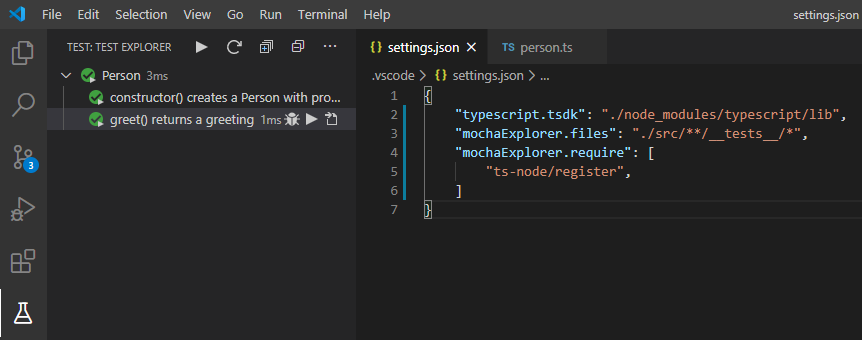 File Edit Selection View Go Run Terminal Help settings.json
TEST: TEST EXPLORER
Person 3ms
constructor() creates a Person with pro...
greet() returns a greeting 1ms
3
settings.json TS person.ts
.vscode > settings.json > ...
1 {
2 "typescript.tsdk": "./node_modules/typescript/lib",
3 "mochaExplorer.files": "./src/**/__tests__/*",
4 "mochaExplorer.require": [
5 "ts-node/register",
6 ]
7 }